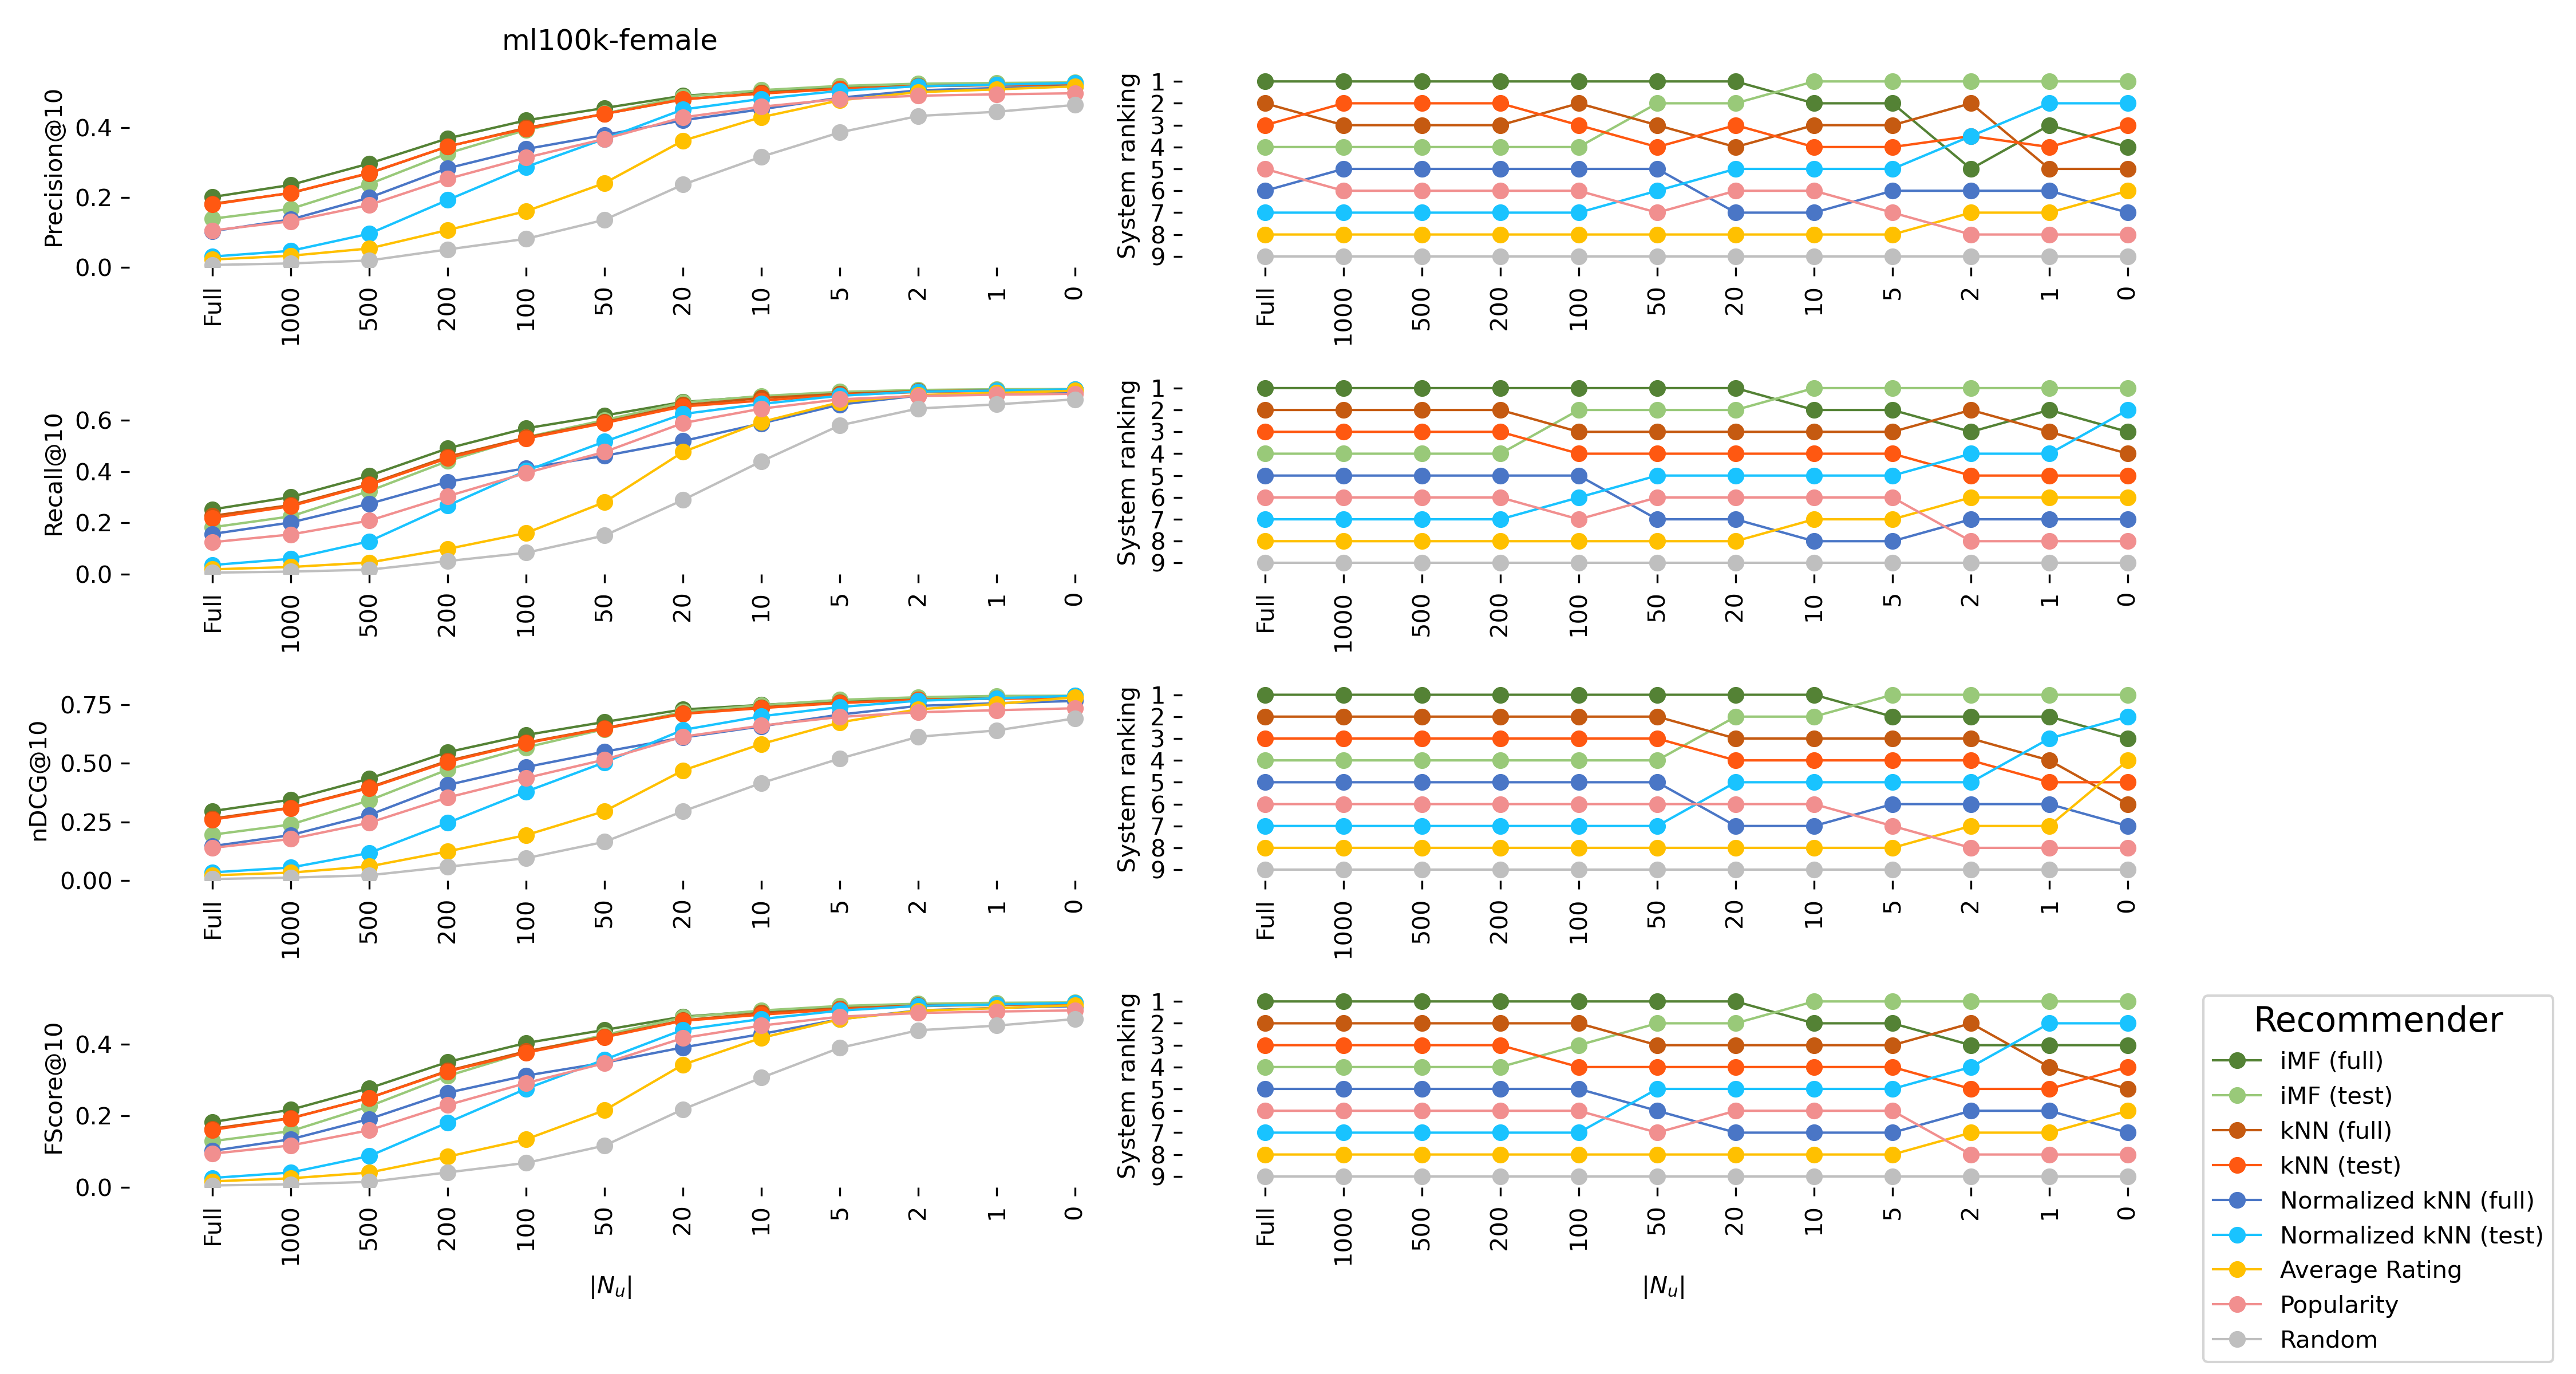 ml100k-female
Precision@10
0.4
0.2
0.0
Full 1000 500 200 100 50 20 10 5 2 1 0
System ranking
1
2
3
4
5
6
7
8
9
Full 1000 500 200 100 50 20 10 5 2 1 0
Recall@10
0.6
0.4
0.2
0.0
Full 1000 500 200 100 50 20 10 5 2 1 0
System ranking
1
2
3
4
5
6
7
8
9
Full 1000 500 200 100 50 20 10 5 2 1 0
nDCG@10
0.75
0.50
0.25
0.00
Full 1000 500 200 100 50 20 10 5 2 1 0
System ranking
1
2
3
4
5
6
7
8
9
Full 1000 500 200 100 50 20 10 5 2 1 0
FScore@10
0.4
0.2
0.0
Full 1000 500 200 100 50 20 10 5 2 1 0
|N_u|
System ranking
1
2
3
4
5
6
7
8
9
Full 1000 500 200 100 50 20 10 5 2 1 0
|N_u|
Recommender
iMF (full)
iMF (test)
kNN (full)
kNN (test)
Normalized kNN (full)
Normalized kNN (test)
Average Rating
Popularity
Random